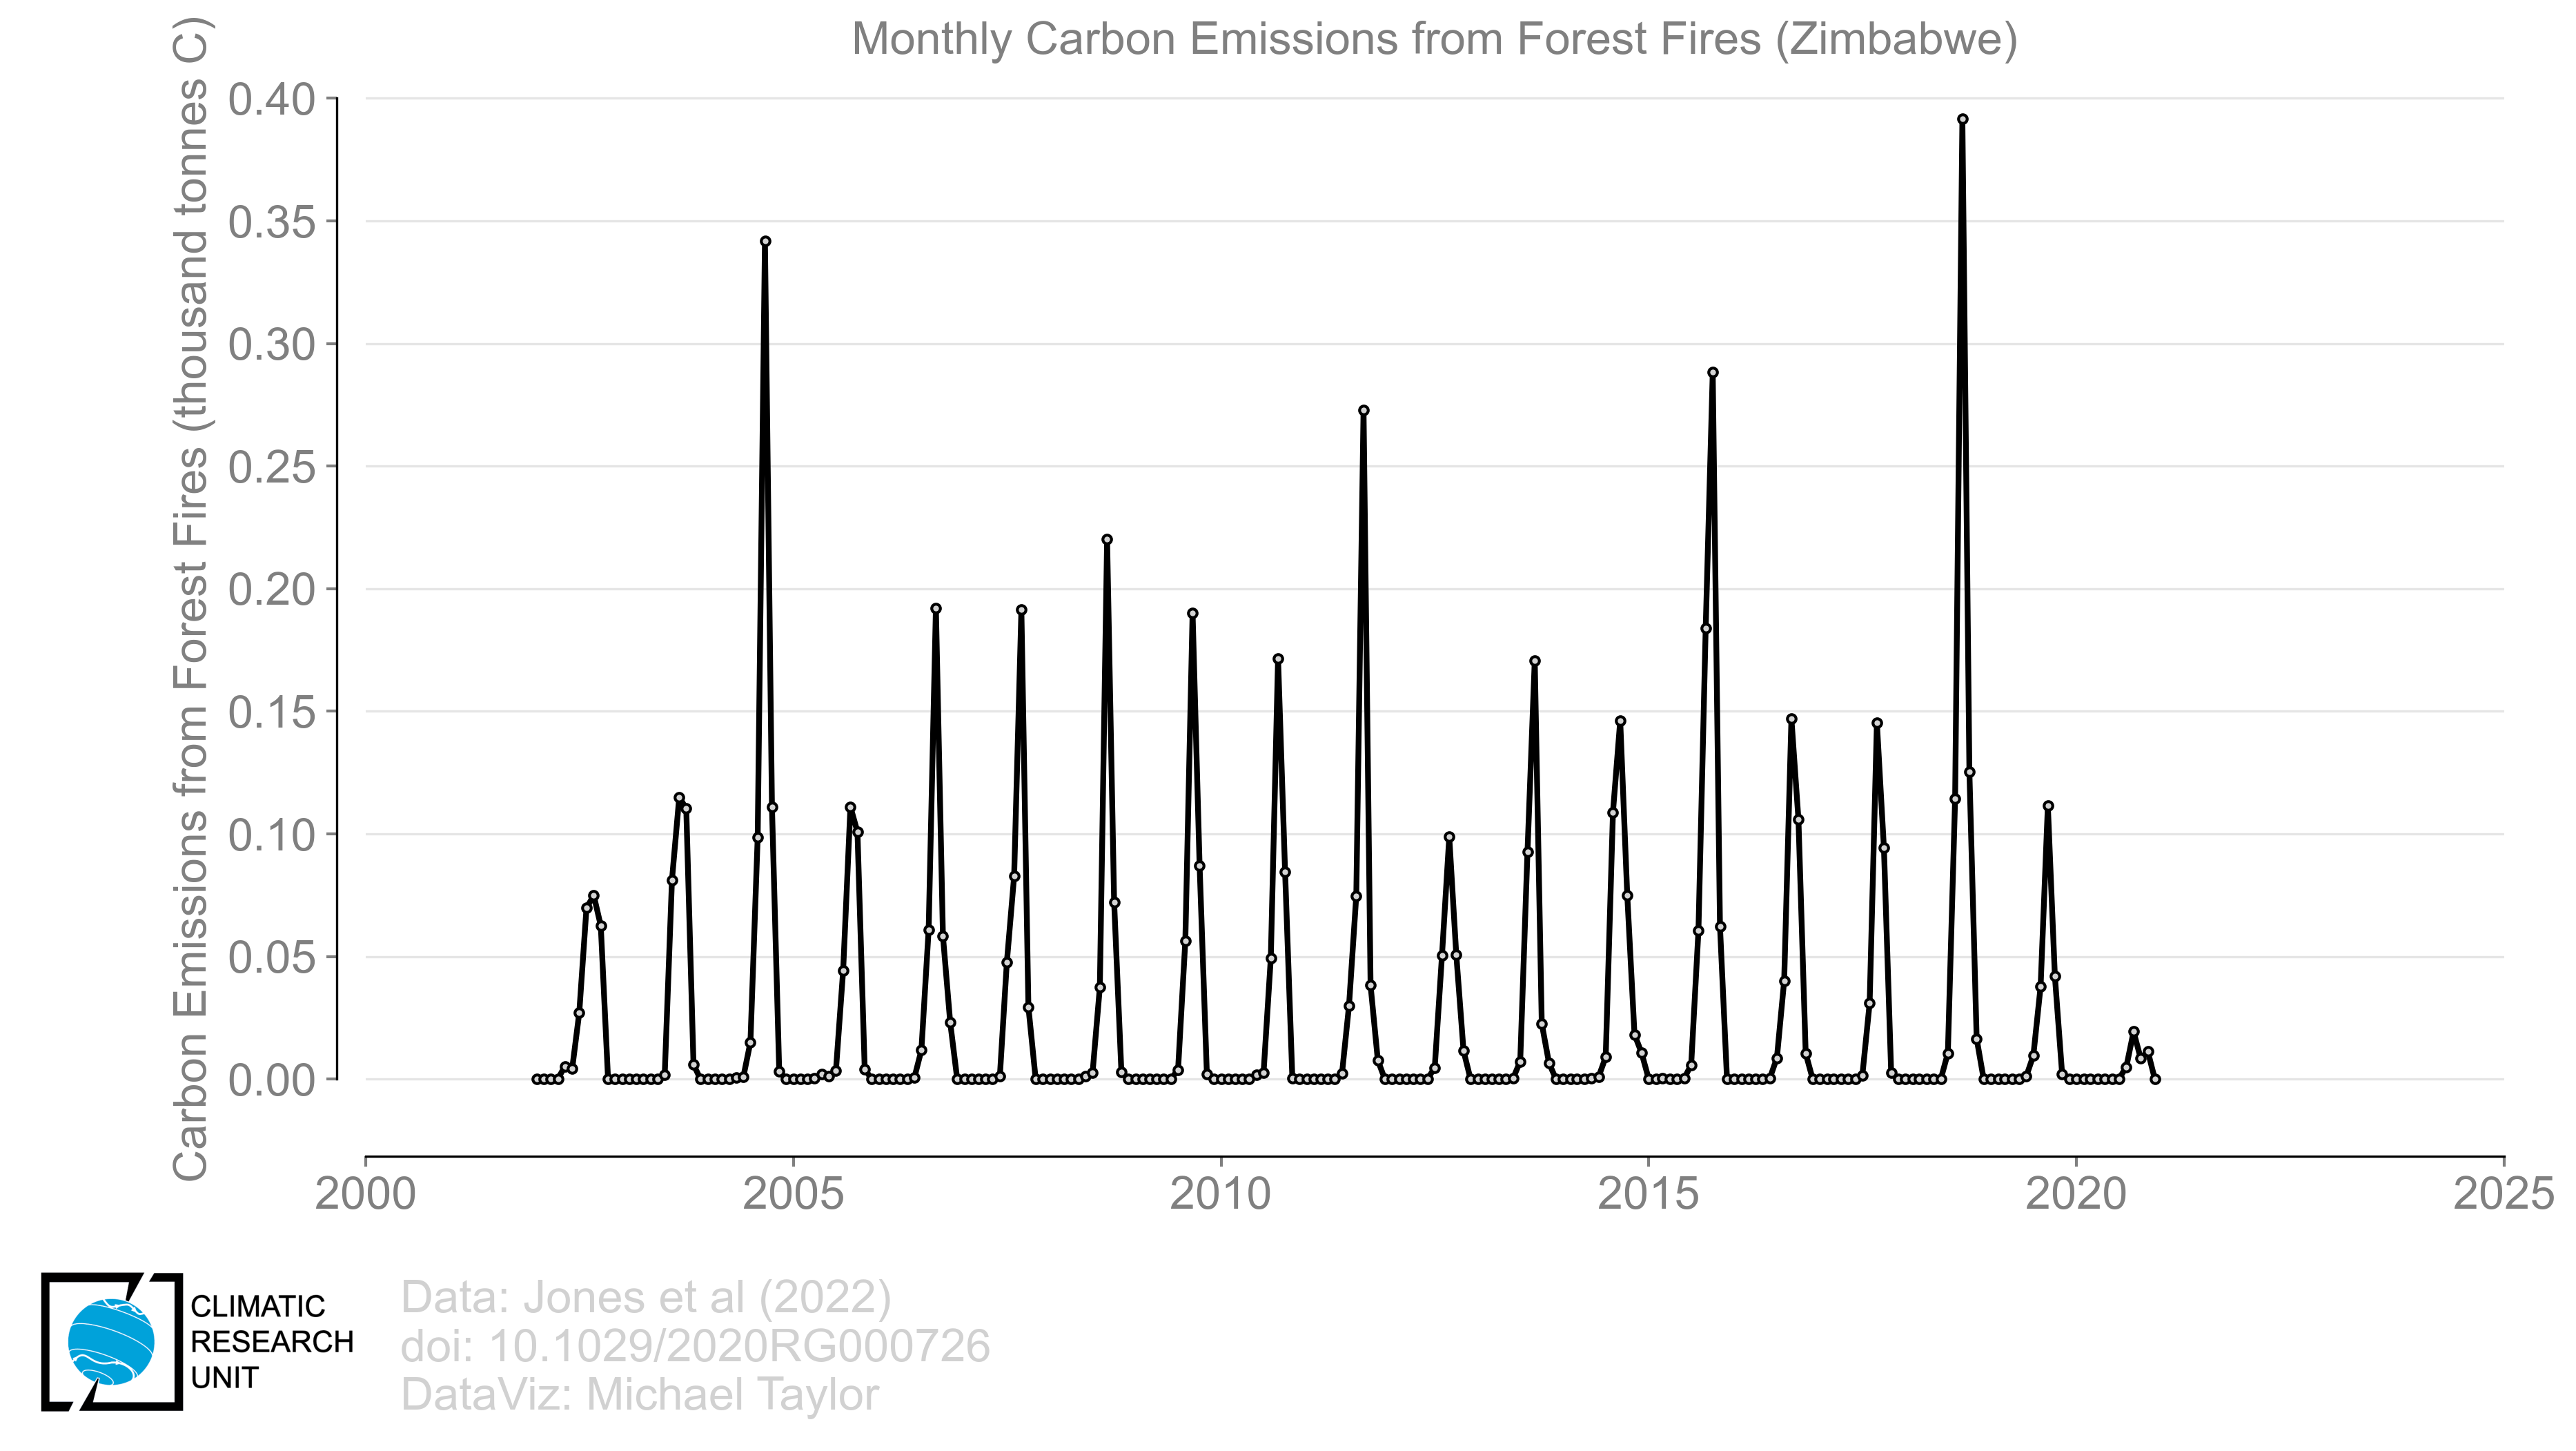 Monthly Carbon Emissions from Forest Fires (Zimbabwe)
Carbon Emissions from Forest Fires (thousand tonnes C)
0.40
0.35
0.30
0.25
0.20
0.15
0.10
0.05
0.00
2000
2005
2010
2015
2020
2025
CLIMATIC
RESEARCH
UNIT
Data: Jones et al (2022)
doi: 10.1029/2020RG000726
DataViz: Michael Taylor